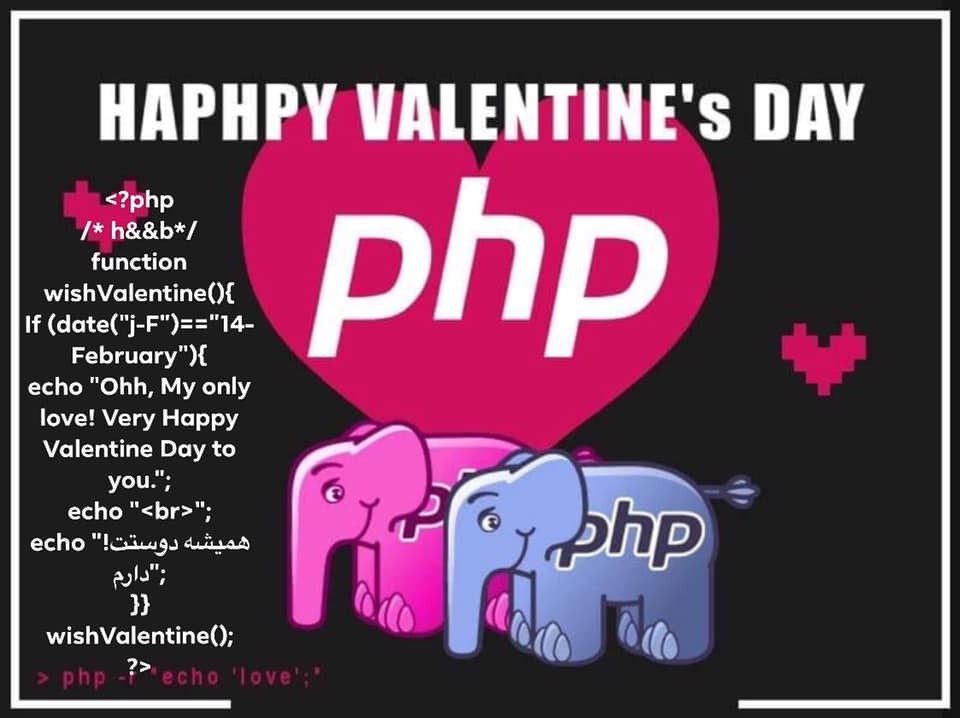 HAPHPY VALENTINE's DAY
php
<?php
/* h&&b*/
function
wishValentine(){
If (date("j-F")=="14-
February"){
echo "Ohh, My only
love! Very Happy
Valentine Day to
you.";
echo "<br>";
echo "!همیشه دوستت
دارم";
}}
wishValentine();
?>
> php -r "echo 'love';"
p
php